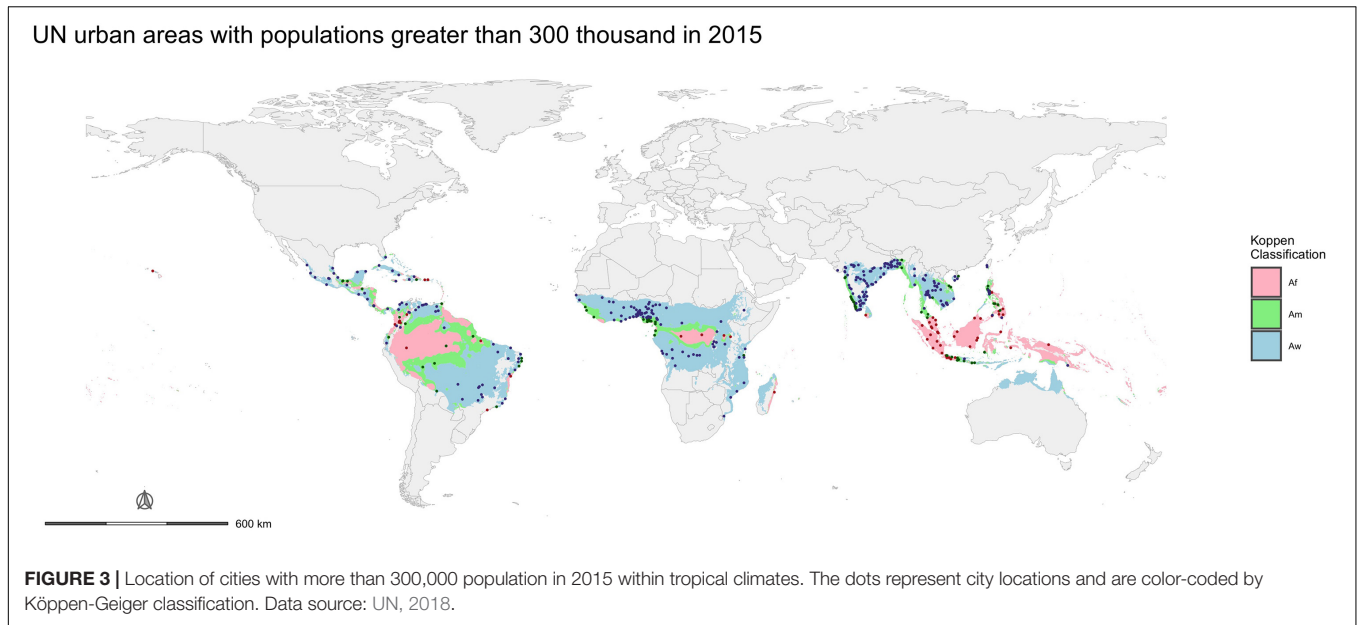 UN urban areas with populations greater than 300 thousand in 2015
Koppen
Classification
Af
Am
Aw
600 km
FIGURE 3 | Location of cities with more than 300,000 population in 2015 within tropical climates. The dots represent city locations and are color-coded by
Köppen-Geiger classification. Data source: UN, 2018.